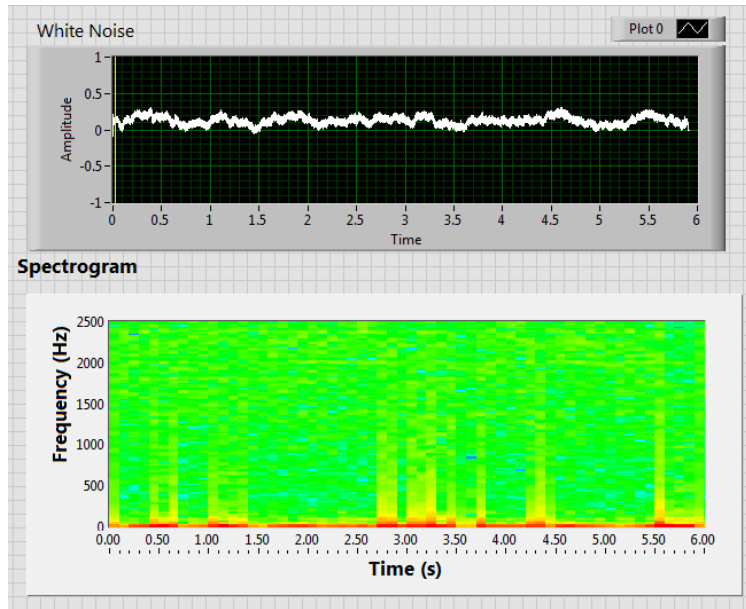 White Noise
Plot 0
Amplitude
1
0.5
0
-0.5
-1
0 0.5 1 1.5 2 2.5 3 3.5 4 4.5 5 5.5 6
Time
Spectrogram
Frequency (Hz)
2500
2000
1500
1000
500
0
0.00 0.50 1.00 1.50 2.00 2.50 3.00 3.50 4.00 4.50 5.00 5.50 6.00
Time (s)